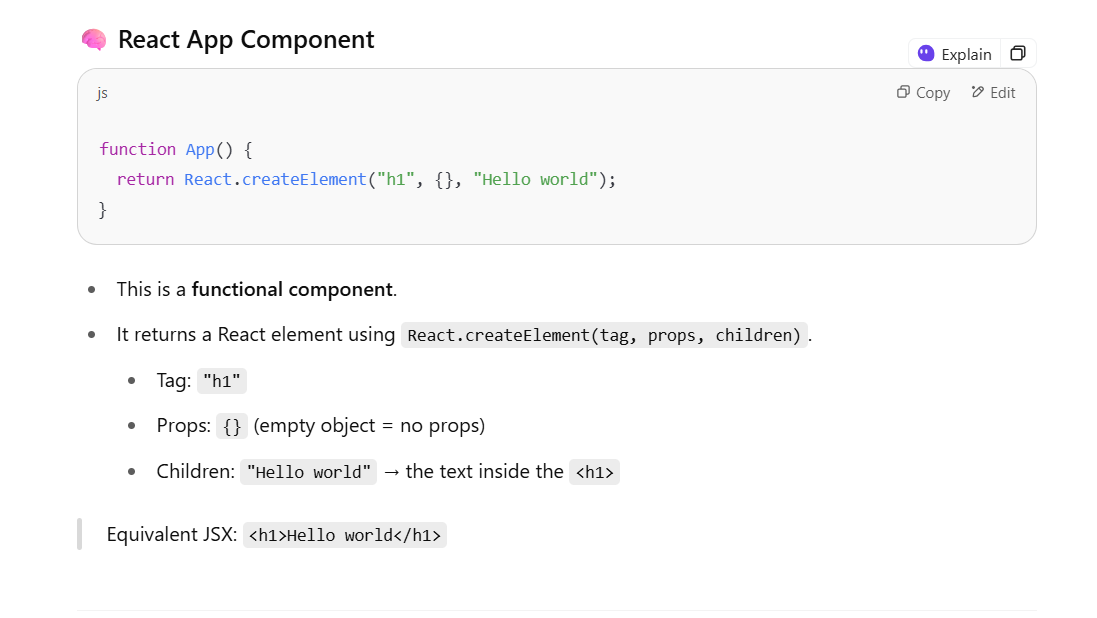 🧠 React App Component
Explain
js
Copy Edit
function App() {
  return React.createElement("h1", {}, "Hello world");
}
• This is a functional component.
• It returns a React element using React.createElement(tag, props, children).
• Tag: "h1"
• Props: {} (empty object = no props)
• Children: "Hello world" → the text inside the <h1>
Equivalent JSX: <h1>Hello world</h1>